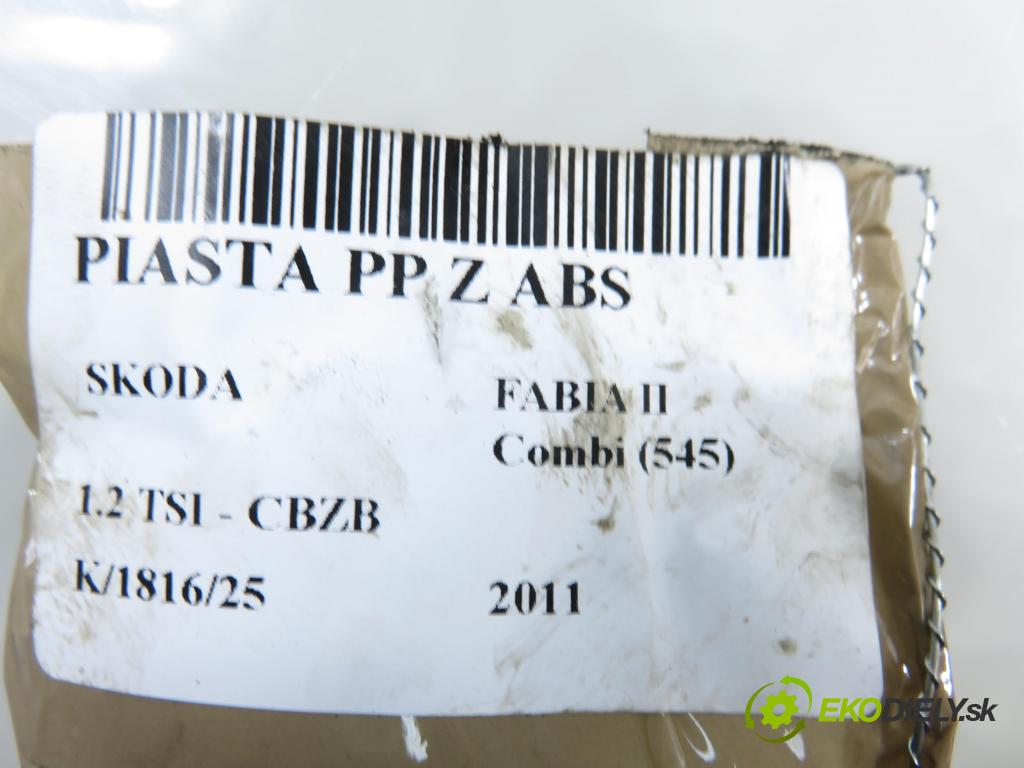 PIASTA PP Z ABS
SKODA
FABIA II
Combi (545)
1.2 TSI - CBZB
K/1816/25
2011
EKODIELY.sk